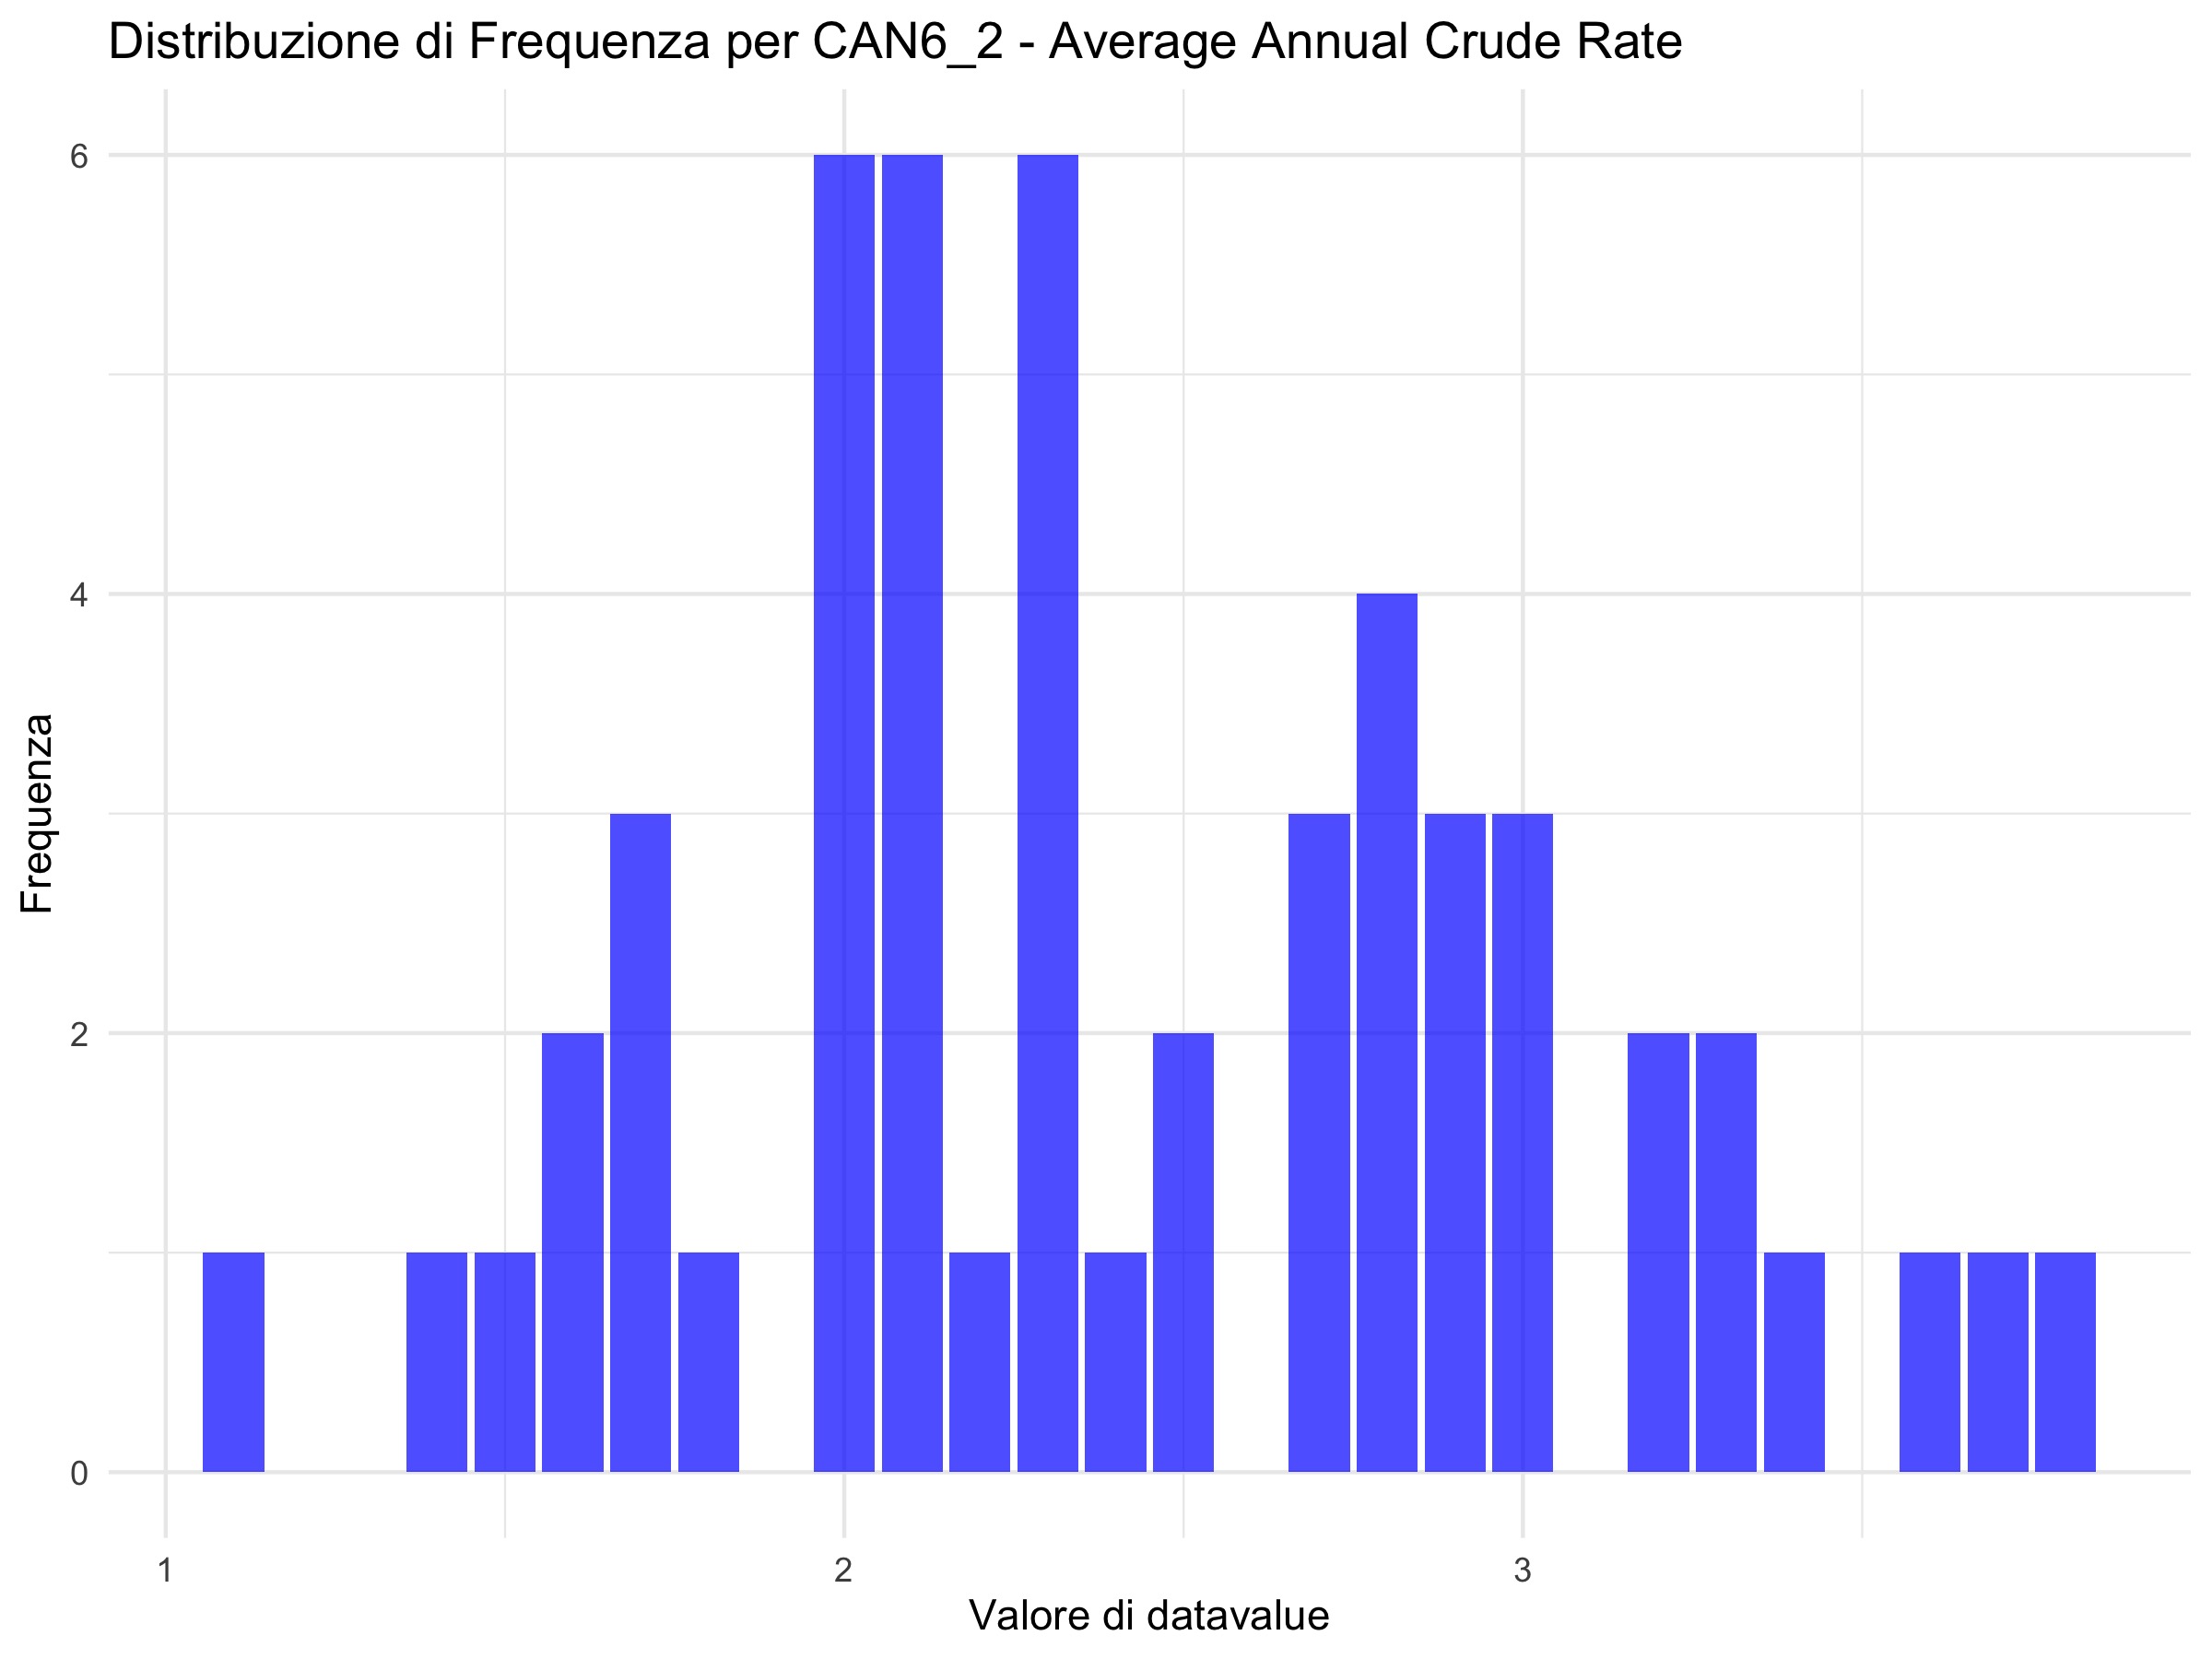 Distribuzione di Frequenza per CAN6_2 - Average Annual Crude Rate
Frequenza
6
4
2
0
1 2 3
Valore di datavalue